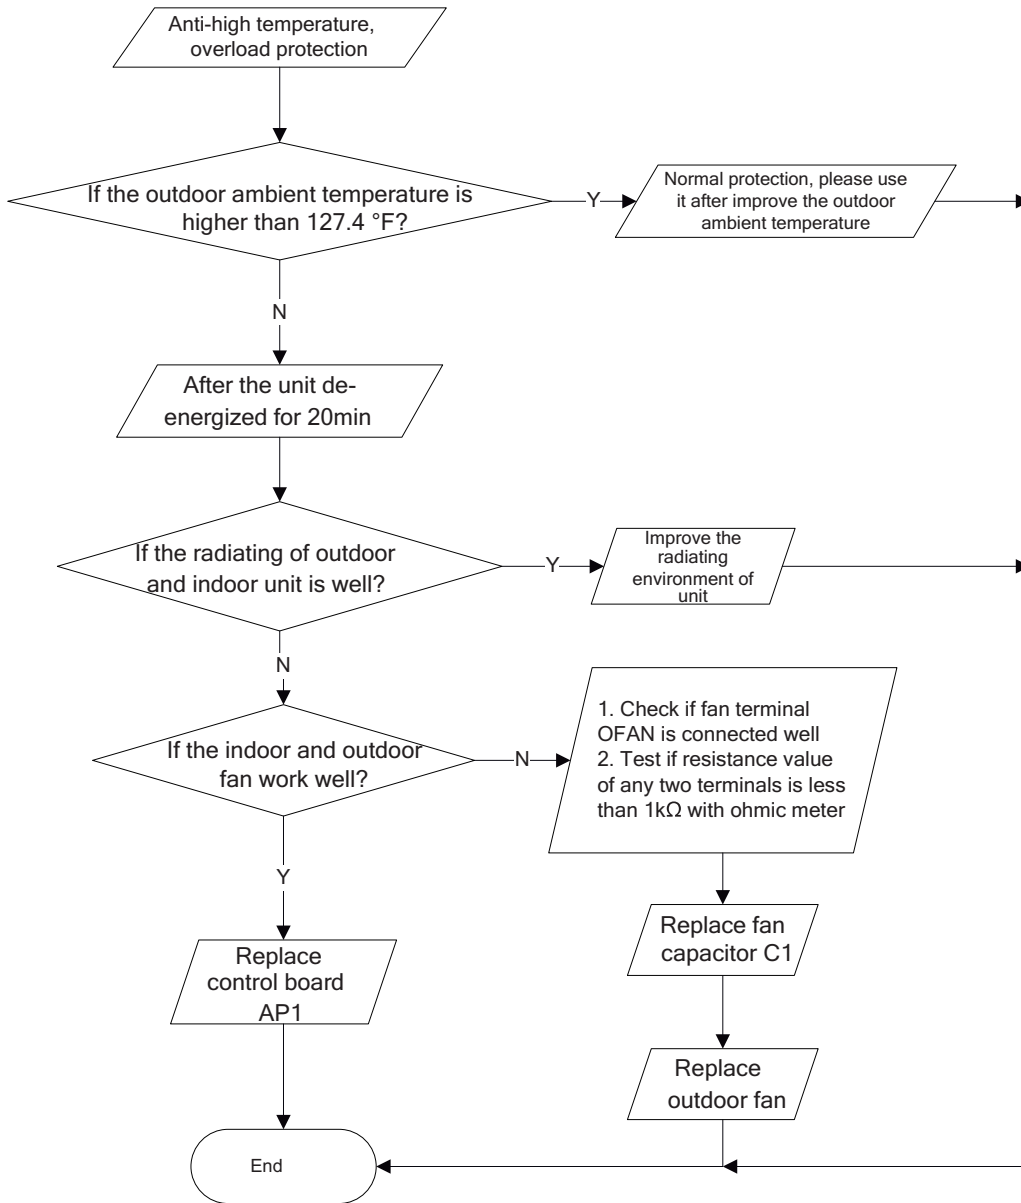 Anti-high temperature,
overload protection
If the outdoor ambient temperature is
higher than 127.4 °F?
Y
Normal protection, please use
it after improve the outdoor
ambient temperature
N
After the unit de-
energized for 20min
If the radiating of outdoor
and indoor unit is well?
Y
Improve the
radiating
environment of
unit
N
If the indoor and outdoor
fan work well?
N
1. Check if fan terminal
OFAN is connected well
2. Test if resistance value
of any two terminals is less
than 1kΩ with ohmic meter
Y
Replace fan
capacitor C1
Replace
control board
AP1
Replace
outdoor fan
End